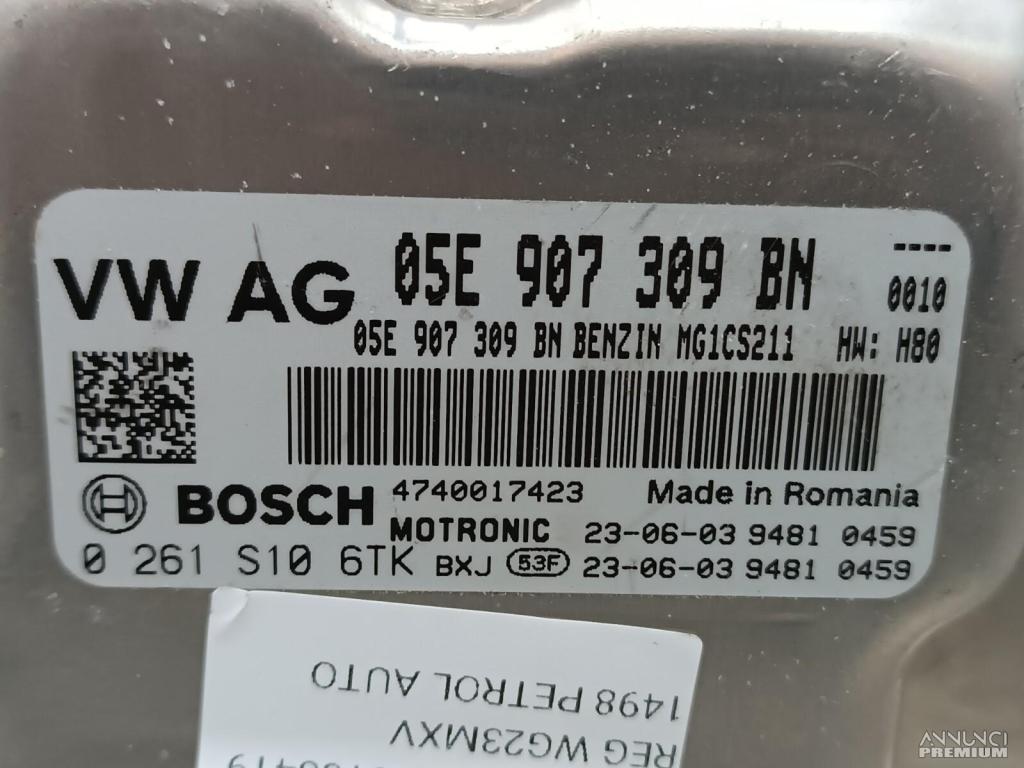 VW AG 05E 907 309 BN ----
0010
05E 907 309 BN BENZIN MG1CS211 HW: H80
BOSCH 4740017423 Made in Romania
MOTRONIC 23-06-03 9481 0459
0 261 S10 6TK BXJ 53F 23-06-03 9481 0459
1498 PETROL AUTO
REG WG23MXV
ANNUNCI
PREMIUM